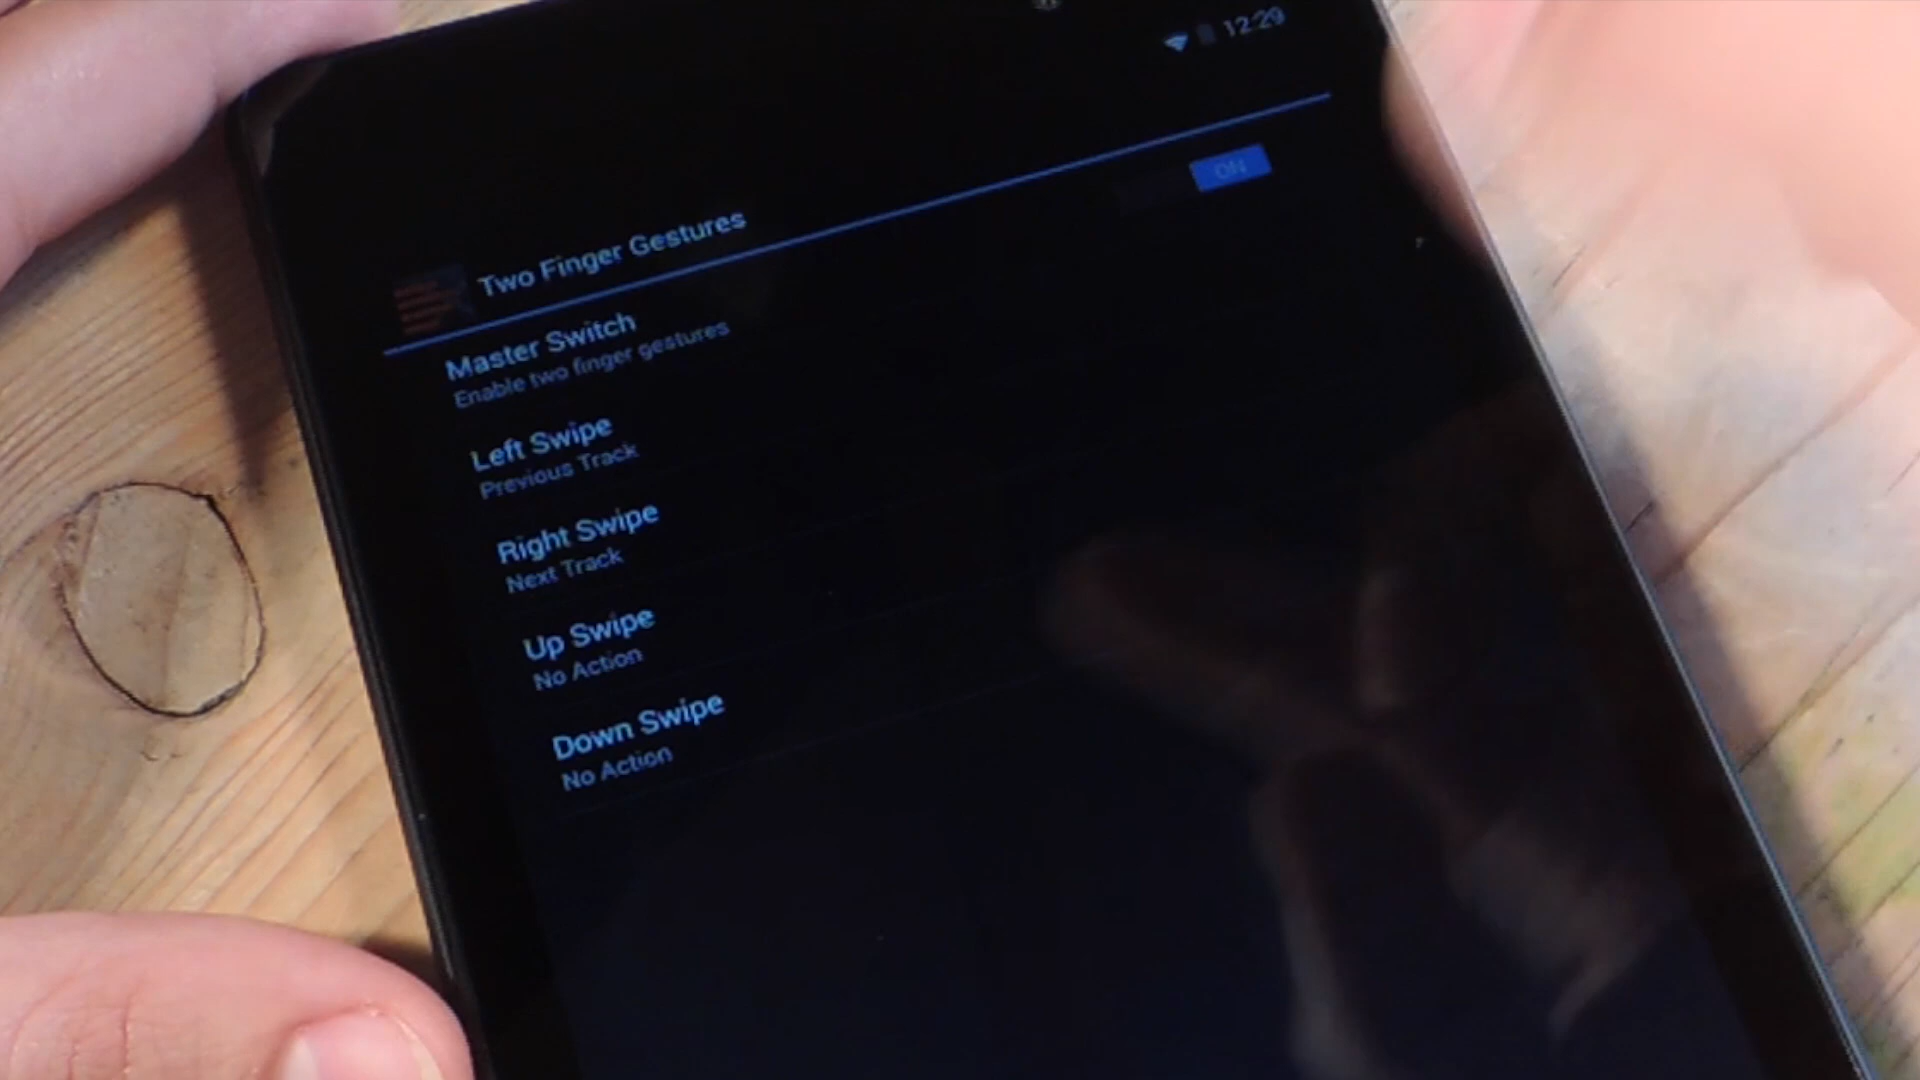 12:29
Two Finger Gestures
ON
Master Switch
Enable two finger gestures
Left Swipe
Previous Track
Right Swipe
Next Track
Up Swipe
No Action
Down Swipe
No Action